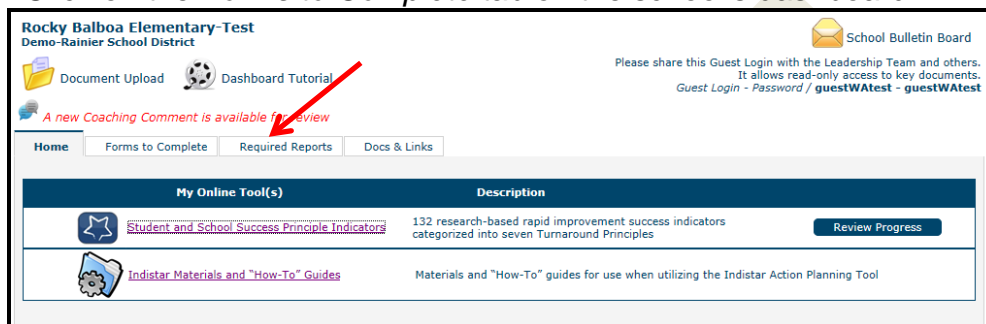 Rocky Balboa Elementary-Test
Demo-Rainier School District
School Bulletin Board
Document Upload
Dashboard Tutorial
Please share this Guest Login with the Leadership Team and others.
It allows read-only access to key documents.
Guest Login - Password / guestWAtest - guestWAtest
A new Coaching Comment is available for review
Home Forms to Complete Required Reports Docs & Links
My Online Tool(s) Description
Student and School Success Principle Indicators
132 research-based rapid improvement success indicators
categorized into seven Turnaround Principles
Review Progress
Indistar Materials and "How-To" Guides
Materials and "How-To" guides for use when utilizing the Indistar Action Planning Tool